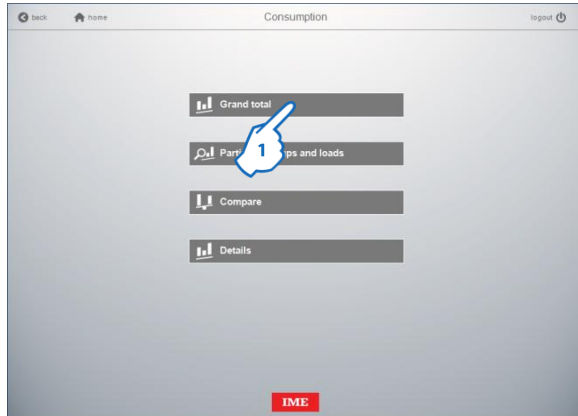 back
home
Consumption
logout
Grand total
1
Parti ps and loads
Compare
Details
IME